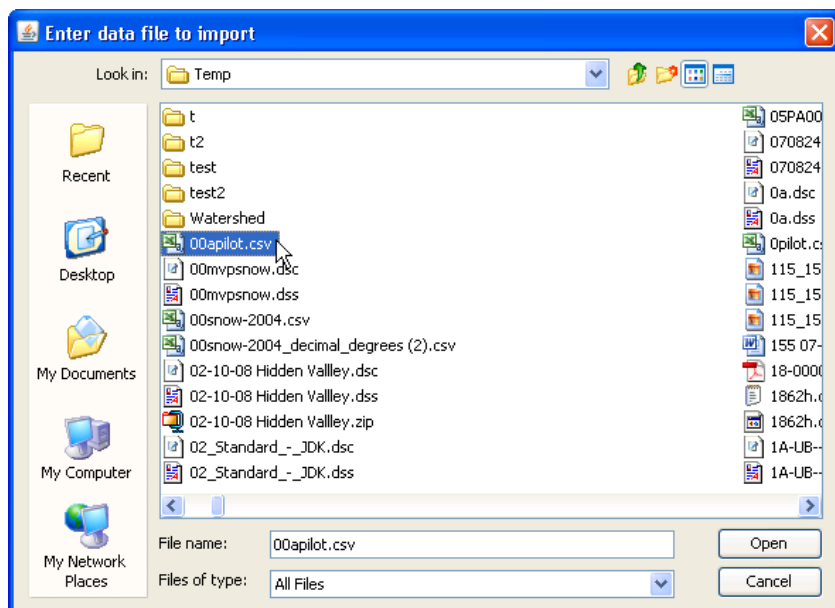 Enter data file to import
Look in:
Temp
Recent
Desktop
My Documents
My Computer
My Network
Places
t
t2
test
test2
Watershed
00apilot.csv
00mvpsnow.dsc
00mvpsnow.dss
00snow-2004.csv
00snow-2004_decimal_degrees (2).csv
02-10-08 Hidden Vallley.dsc
02-10-08 Hidden Vallley.dss
02-10-08 Hidden Vallley.zip
02_Standard_-_JDK.dsc
02_Standard_-_JDK.dss
05PA00
070824
070824
0a.dsc
0a.dss
0pilot.c
115_15
115_15
115_15
155 07-
18-0000
1862h.
1862h.
1A-UB--
1A-UB--
File name:
00apilot.csv
Open
Files of type:
All Files
Cancel